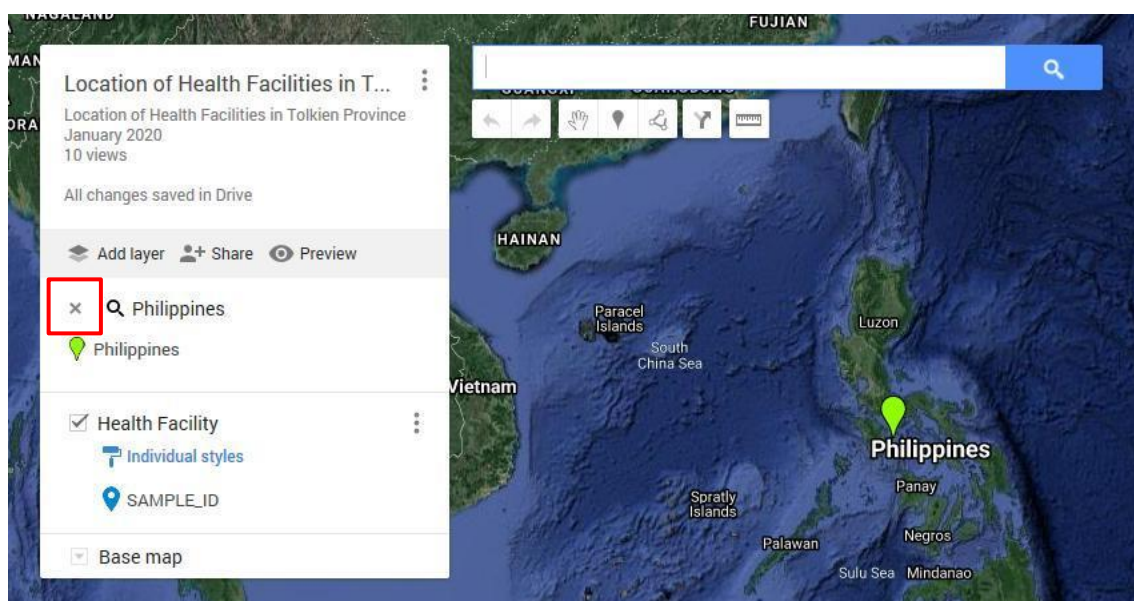 NAGALAND
FUJIAN
Location of Health Facilities in T...
Location of Health Facilities in Tolkien Province
January 2020
10 views
All changes saved in Drive
Add layer Share Preview
Philippines
Philippines
Health Facility
Individual styles
SAMPLE_ID
Base map
GUANGXI GUANGDONG
HAINAN
Paracel
Islands
South
China Sea
Luzon
Vietnam
Philippines
Panay
Spratly
Islands
Negros
Palawan
Sulu Sea Mindanao